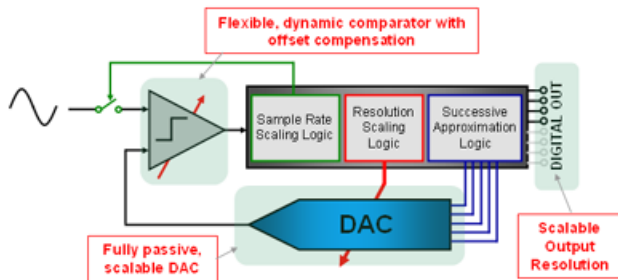 Flexible, dynamic comparator with
offset compensation
Sample Rate
Scaling Logic
Resolution
Scaling
Logic
Successive
Approximation
Logic
DIGITAL OUT
DAC
Fully passive,
scalable DAC
Scalable
Output
Resolution